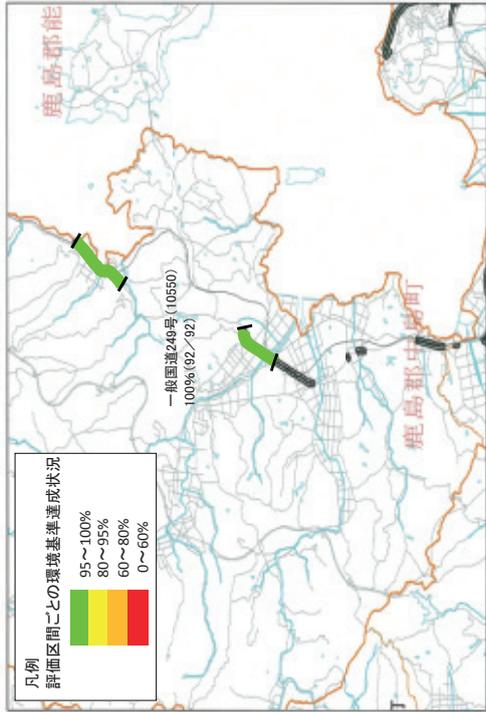 凡例
評価区間ごとの環境基準達成状況
95～100%
80～95%
60～80%
0～60%
一般国道249号(10550)
100%(92／92)
鹿島郡能
鹿島郡中島町